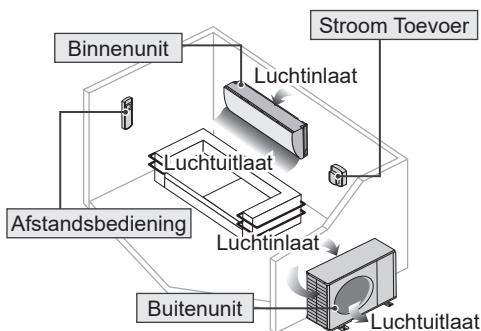 Stroom Toevoer
Binnenunit
Luchtinlaat
Luchtuitlaat
Afstandsbediening
Luchtinlaat
Buitenunit
Luchtuitlaat